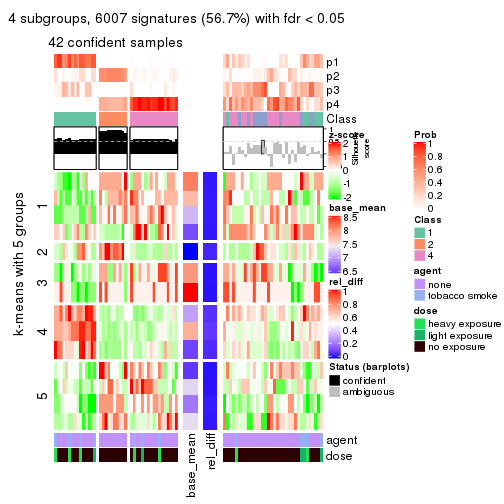 4 subgroups, 6007 signatures (56.7%) with fdr < 0.05
42 confident samples
p1
p2
p3
p4
Class
1
Silhouette
score
z-score
2
1
0
-1
-2
base_mean
8.5
7.5
6.5
rel_diff
1
0.8
0.6
0.4
0.2
0
Status (barplots)
confident
ambiguous
Prob
1
0.8
0.6
0.4
0.2
0
Class
1
2
4
agent
none
tobacco smoke
dose
heavy exposure
light exposure
no exposure
k-means with 5 groups
1
2
3
4
5
agent
dose
base_mean
rel_diff